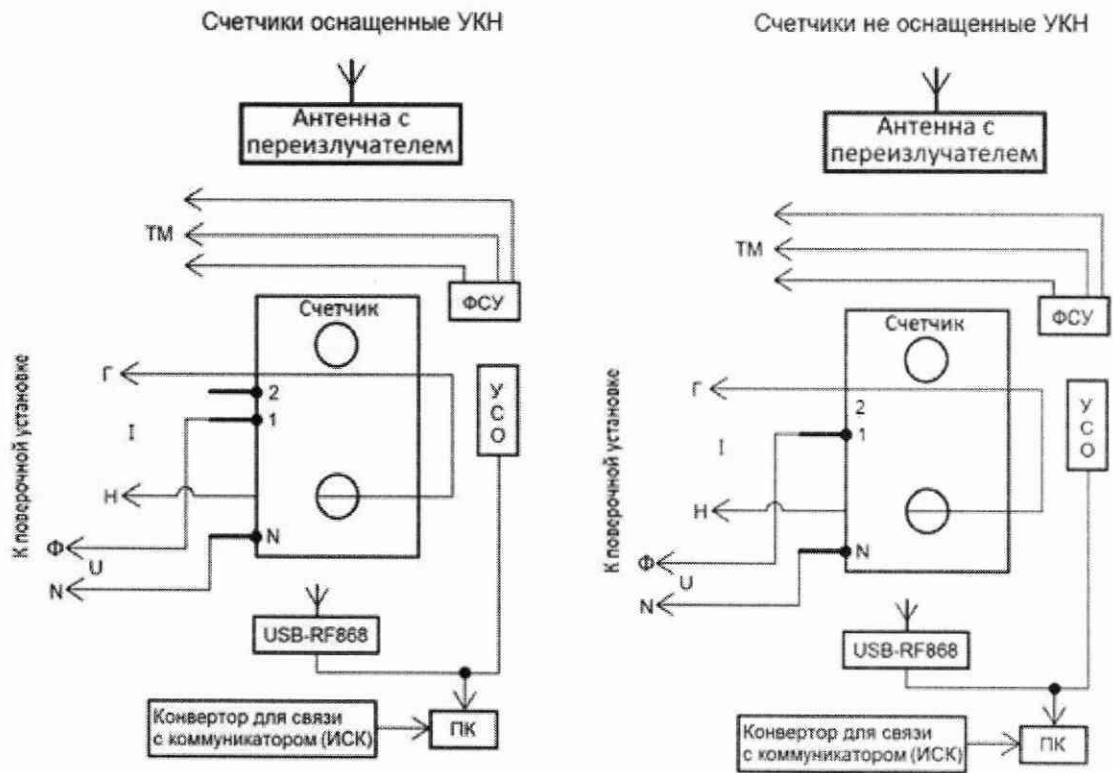 Счетчики оснащенные УКН
Антенна с
переизлучателем
ТМ
ФСУ
Счетчик
К поверочной установке
Г
2
1
I
У
С
О
Н
N
Ф
U
N
USB-RF868
Конвертор для связи
с коммуникатором (ИСК)
ПК
Счетчики не оснащенные УКН
Антенна с
переизлучателем
ТМ
ФСУ
Счетчик
К поверочной установке
Г
2
1
I
У
С
О
Н
N
Ф
U
N
USB-RF868
Конвертор для связи
с коммуникатором (ИСК)
ПК